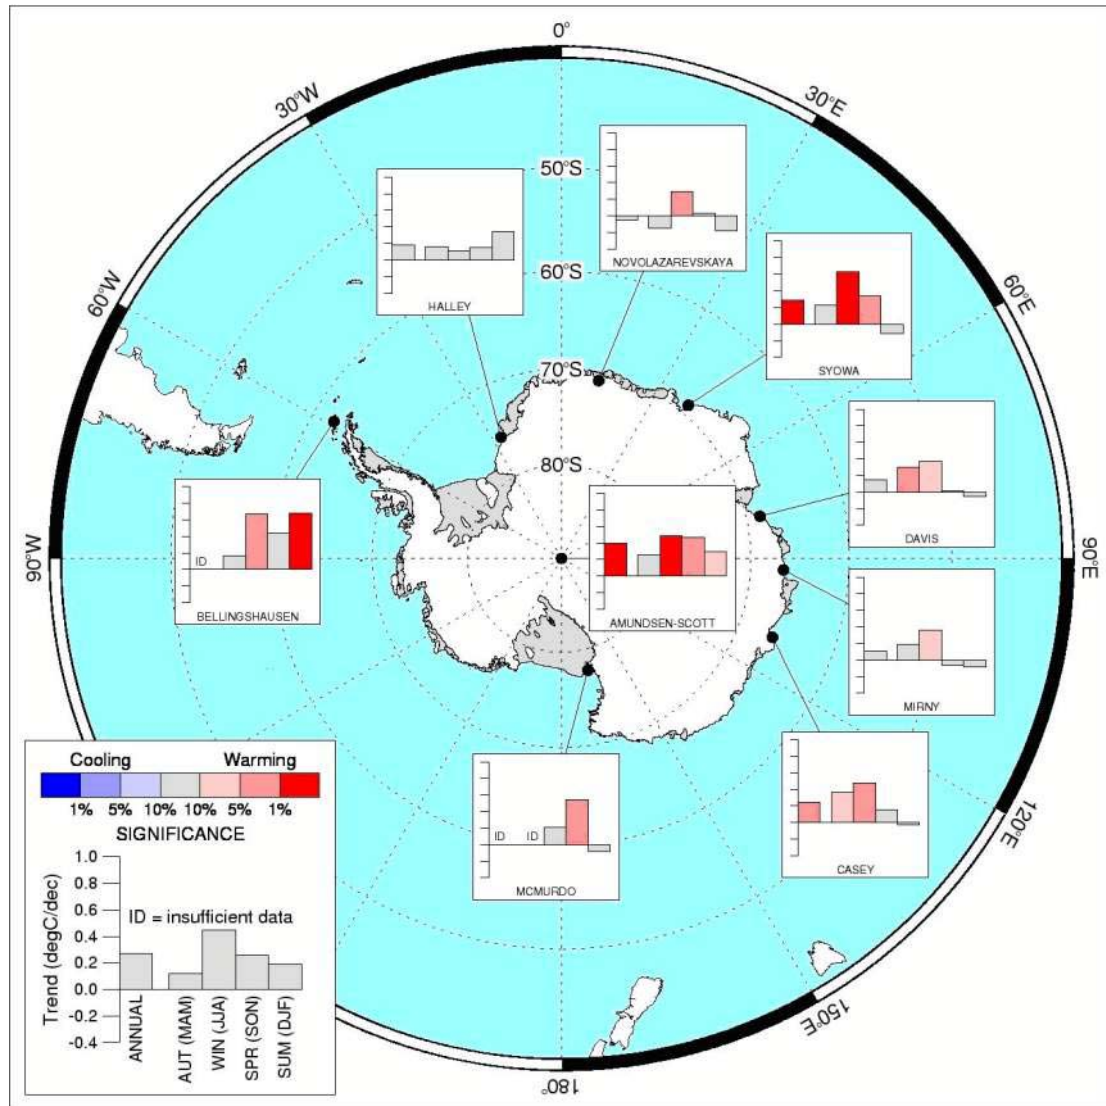 0°
30°W
30°E
50°S
NOVOLAZAREVSKAYA
60°W
HALLEY
60°S
60°E
SYOWA
70°S
80°S
DAVIS
90°W
ID
BELLINGSHAUSEN
AMUNDSEN-SCOTT
90°E
MIRNY
Cooling Warming
1% 5% 10% 10% 5% 1%
SIGNIFICANCE
ID ID
MCMURDO
CASEY
120°E
1.0
0.8
0.6
0.4
0.2
0.0
-0.2
-0.4
Trend (degC/dec)
ID = insufficient data
ANNUAL
AUT (MAM)
WIN (JJA)
SPR (SON)
SUM (DJF)
150°E
180°